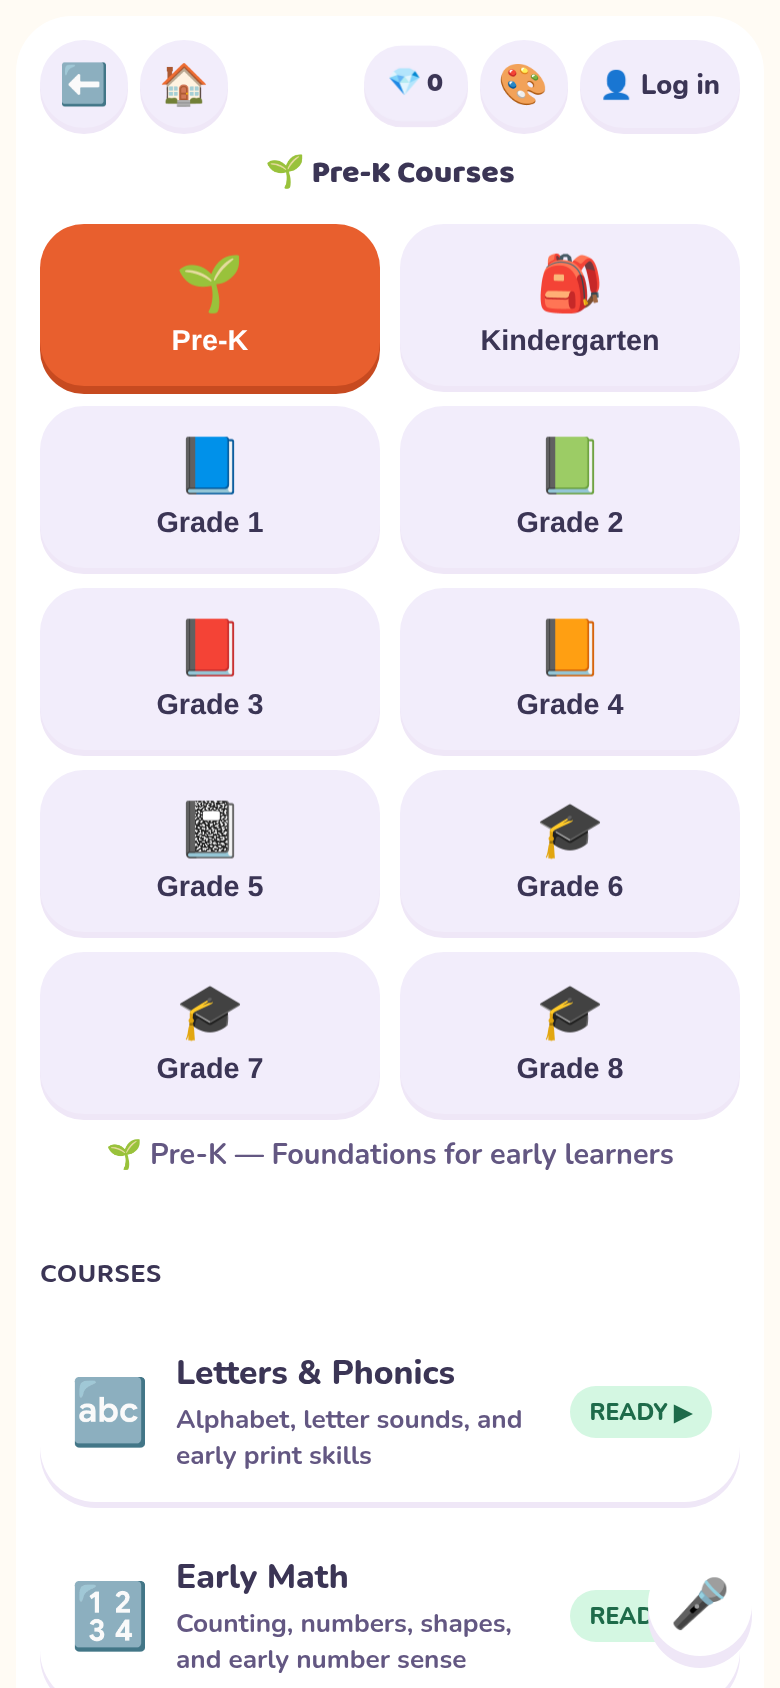 0
Log in
Pre-K Courses
Pre-K
Kindergarten
Grade 1
Grade 2
Grade 3
Grade 4
Grade 5
Grade 6
Grade 7
Grade 8
Pre-K — Foundations for early learners
COURSES
abc
Letters & Phonics
Alphabet, letter sounds, and
early print skills
READY ▶
1 2
3 4
Early Math
Counting, numbers, shapes,
and early number sense